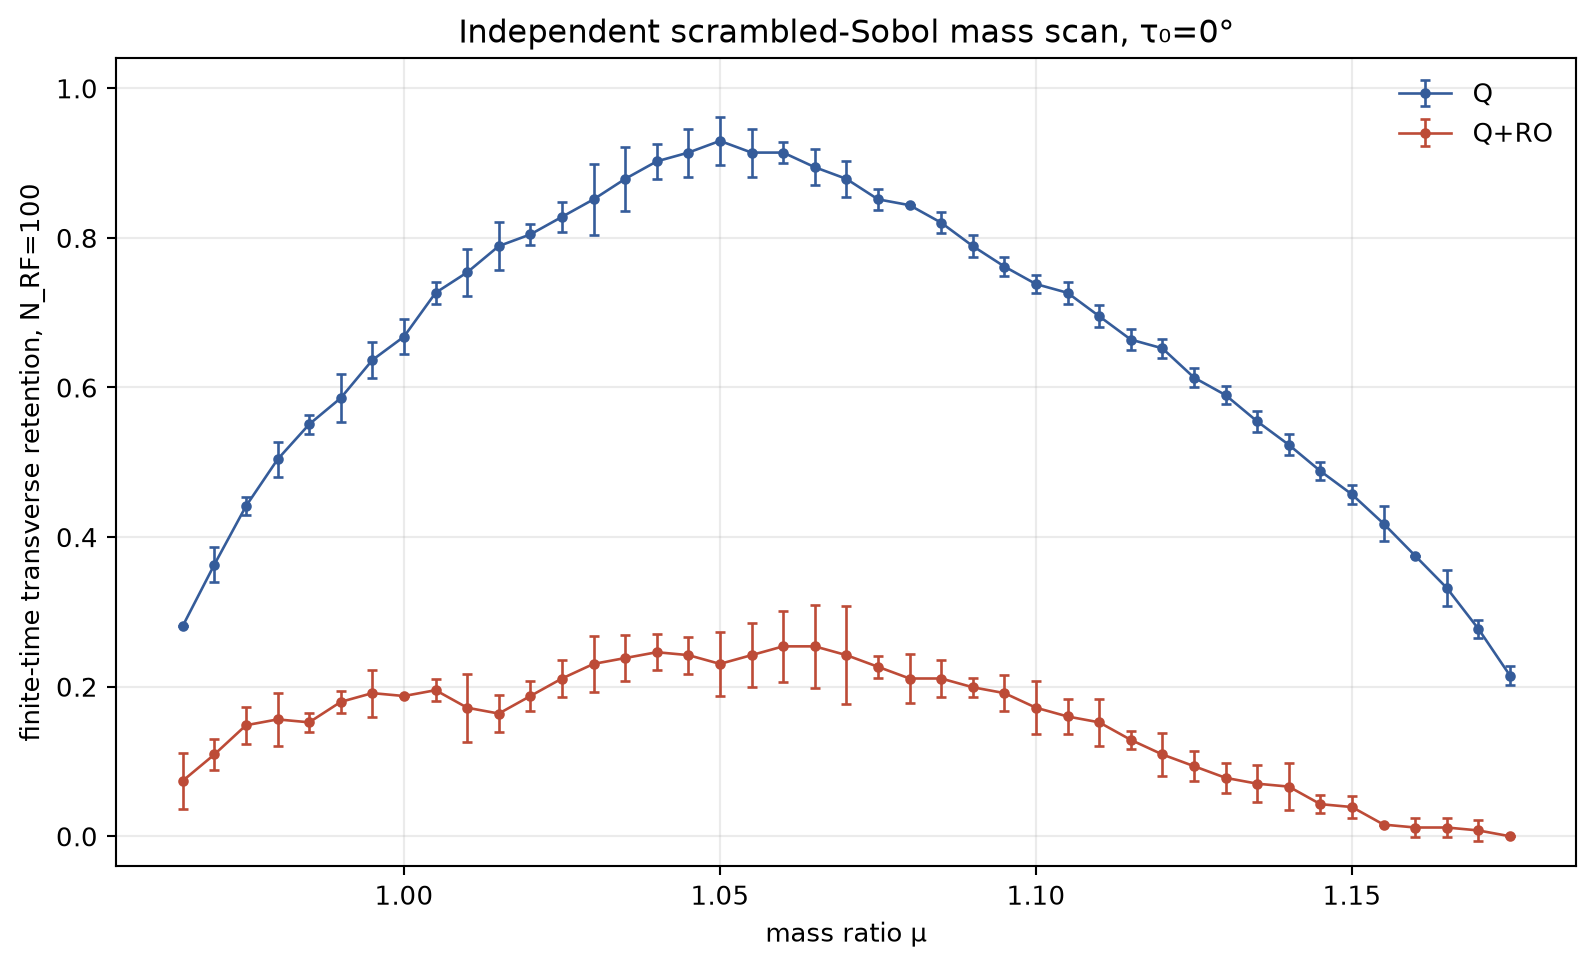 Independent scrambled-Sobol mass scan, τ₀=0°
Q
Q+RO
finite-time transverse retention, N_RF=100
1.0
0.8
0.6
0.4
0.2
0.0
1.00
1.05
1.10
1.15
mass ratio μ